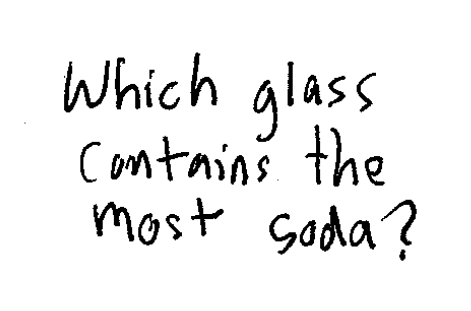 Which glass
contains the
most soda?